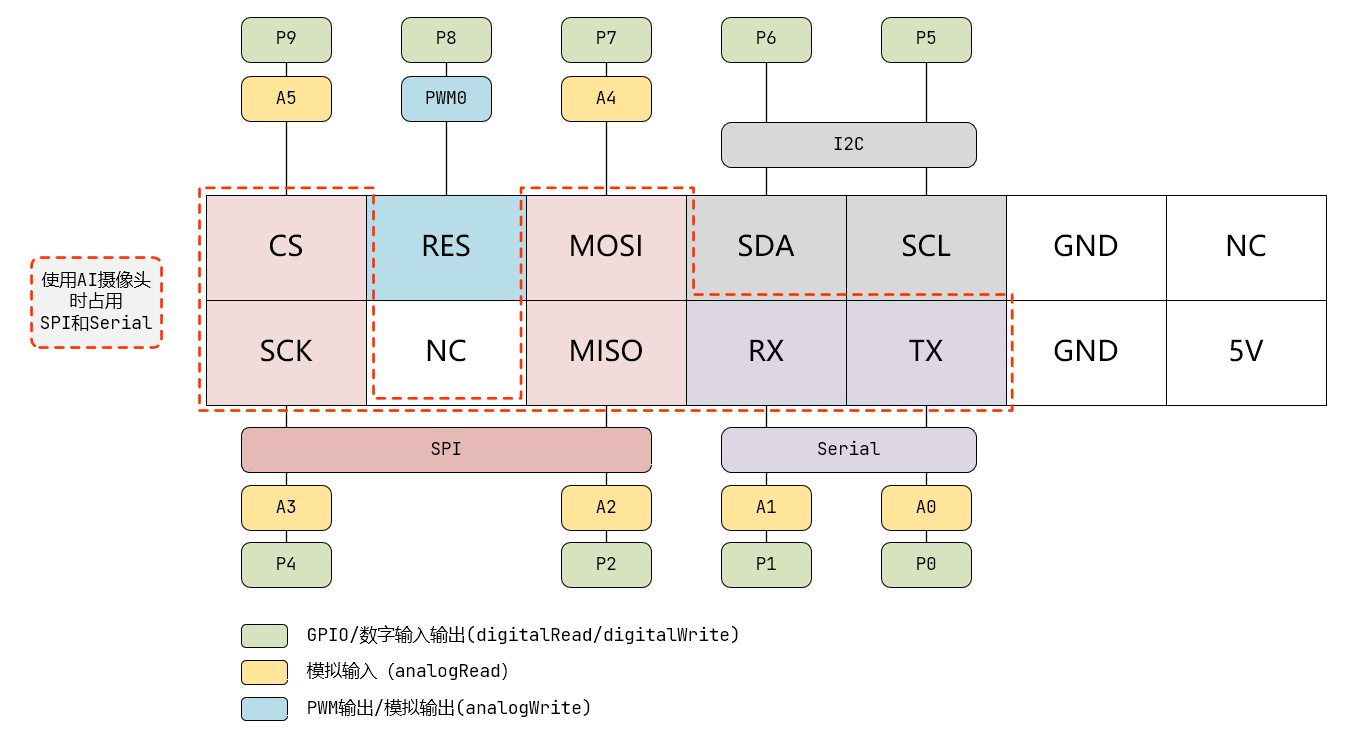 P9
P8
P7
P6
P5
A5
PWM0
A4
I2C
CS
RES
MOSI
SDA
SCL
GND
NC
使用AI摄像头
时占用
SPI和Serial
SCK
NC
MISO
RX
TX
GND
5V
SPI
Serial
A3
A2
A1
A0
P4
P2
P1
P0
GPIO/数字输入输出(digitalRead/digitalWrite)
模拟输入（analogRead）
PWM输出/模拟输出(analogWrite)